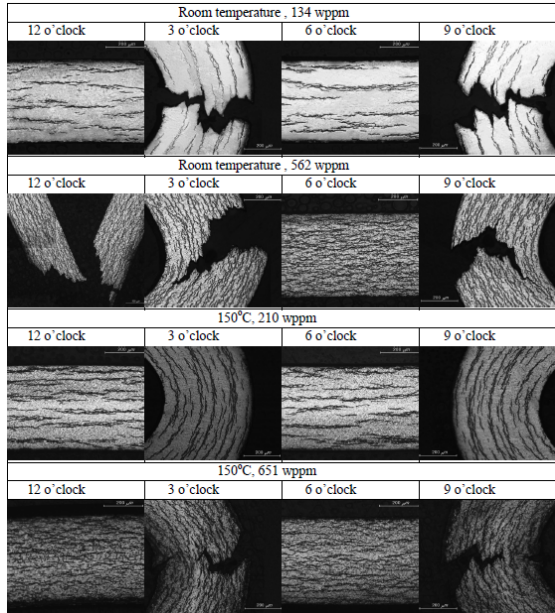 Room temperature , 134 wppm
12 o’clock 3 o’clock 6 o’clock 9 o’clock
Room temperature , 562 wppm
12 o’clock 3 o’clock 6 o’clock 9 o’clock
150°C, 210 wppm
12 o’clock 3 o’clock 6 o’clock 9 o’clock
150°C, 651 wppm
12 o’clock 3 o’clock 6 o’clock 9 o’clock